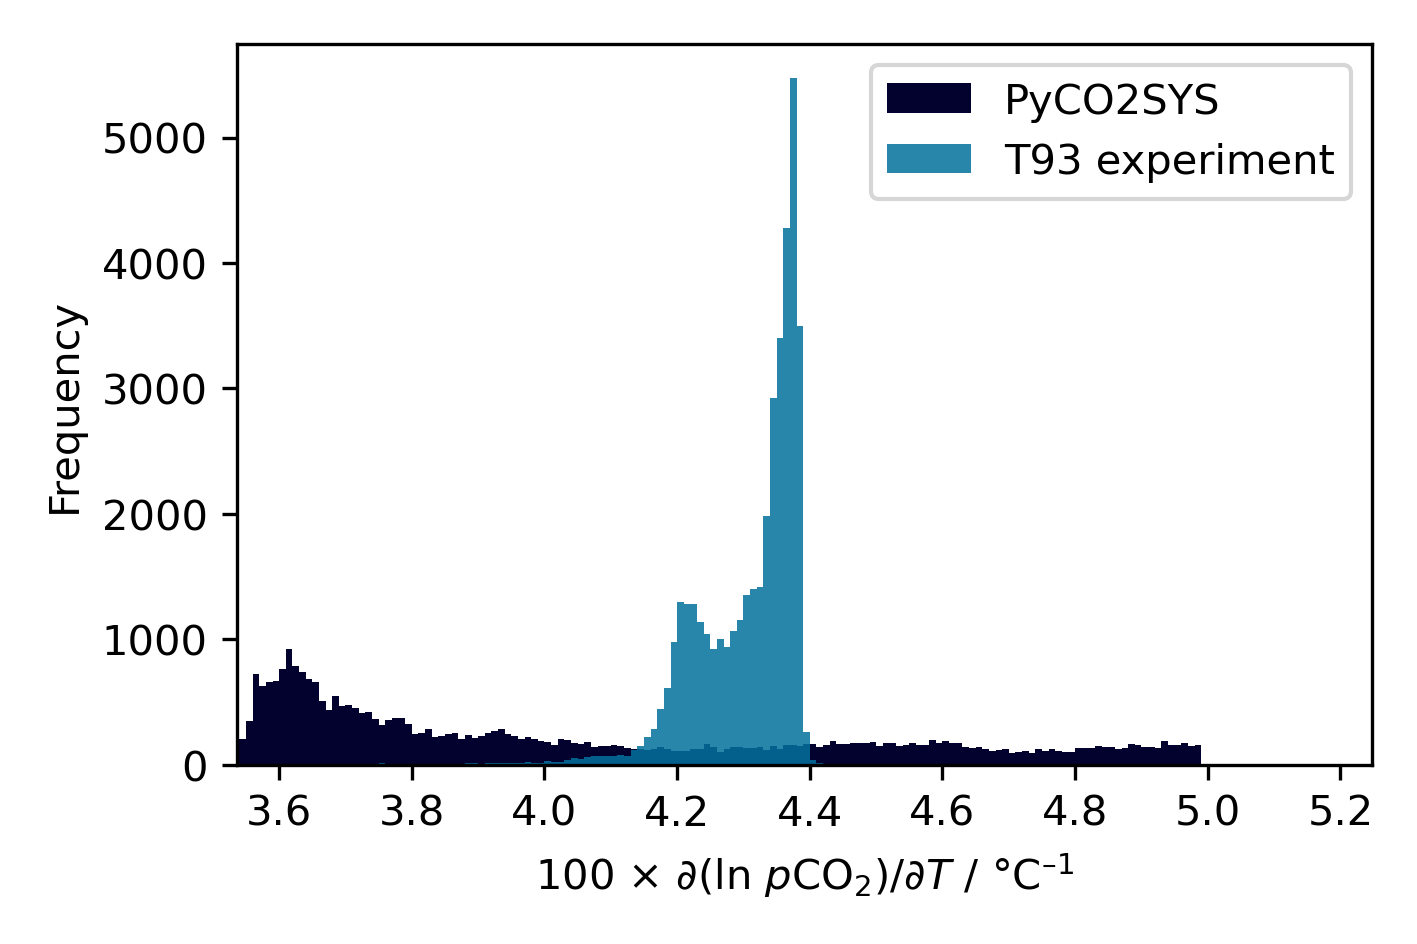 PyCO2SYS
T93 experiment
5000
4000
3000
2000
1000
0
Frequency
3.6 3.8 4.0 4.2 4.4 4.6 4.8 5.0 5.2
100 × ∂(ln pCO₂)/∂T / °C⁻¹